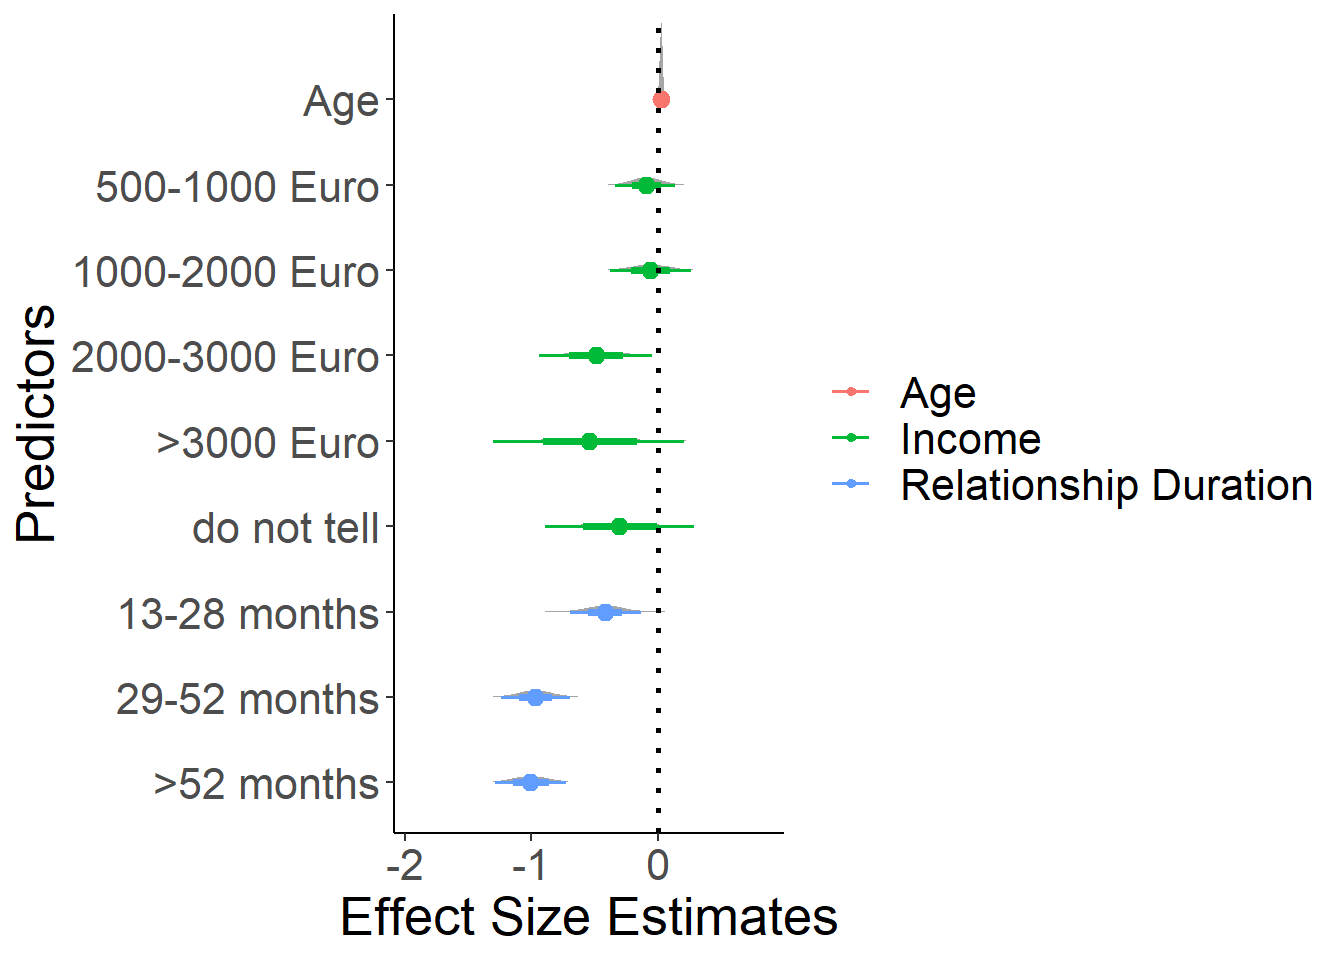 Predictors
Age
500-1000 Euro
1000-2000 Euro
2000-3000 Euro
>3000 Euro
do not tell
13-28 months
29-52 months
>52 months
-2 -1 0
Effect Size Estimates
Age
Income
Relationship Duration